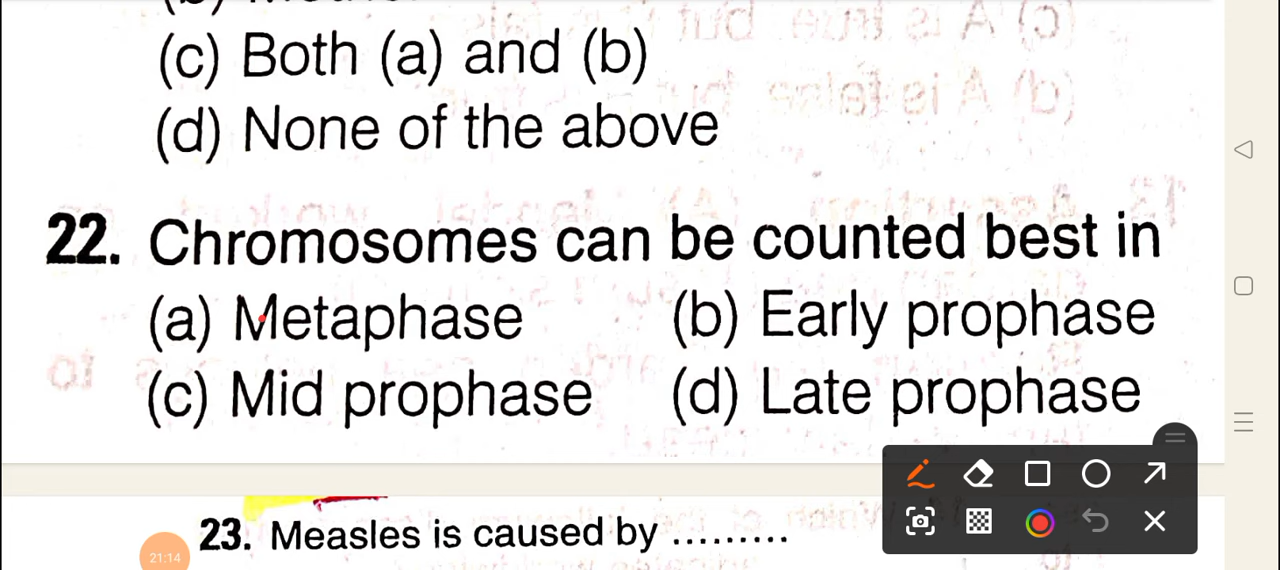 (c) Both (a) and (b)
(d) None of the above
22. Chromosomes can be counted best in
(a) Metaphase (b) Early prophase
(c) Mid prophase (d) Late prophase
23. Measles is caused by .........
21:14